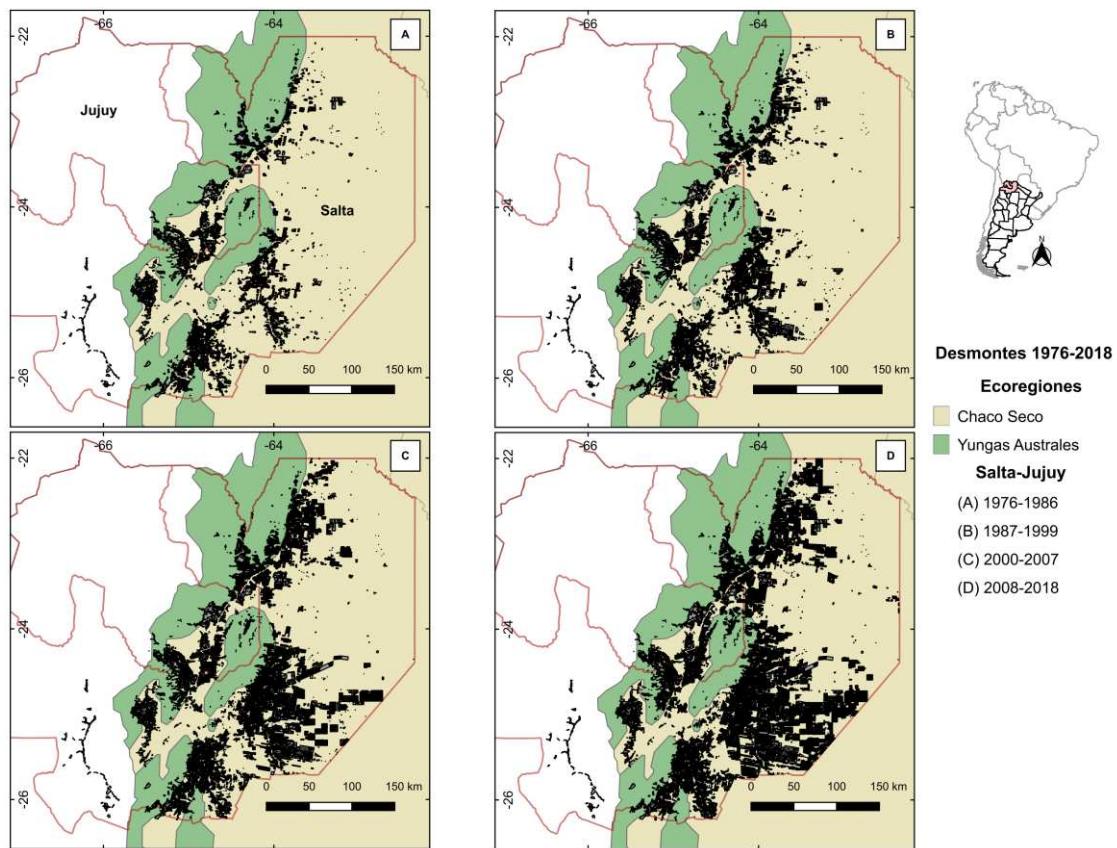 -66
-64
-66
-64
-22
A
-22
B
Jujuy
-24
Salta
-24
-26
0 50 100 150 km
-26
0 50 100 150 km
-66
-64
-66
-64
-22
C
-22
D
-24
-24
-26
0 50 100 150 km
-26
0 50 100 150 km
N
Desmontes 1976-2018
Ecoregiones
Chaco Seco
Yungas Australes
Salta-Jujuy
(A) 1976-1986
(B) 1987-1999
(C) 2000-2007
(D) 2008-2018